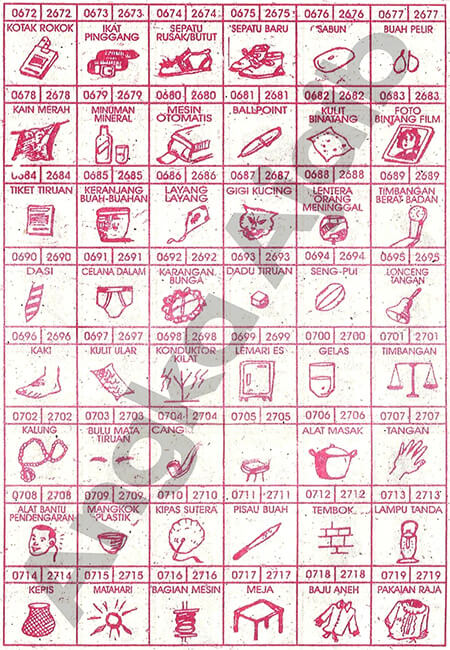 0672 2672 0673 2673 0674 2674 0675 2675 0676 2676 0677 2677
KOTAK ROKOK
IKAT
PINGGANG
SEPATU
RUSAK/BUTUT
SEPATU BARU
SABUN
BUAH PELIR
0678 2678 0679 2679 0680 2680 0681 2681 0682 2682 0683 2683
KAIN MERAH
MINUMAN
MINERAL
MESIN
OTOMATIS
BALLPOINT
KULIT
BINATANG
FOTO
BINTANG FILM
0684 2684 0685 2685 0686 2686 0687 2687 0688 2688 0689 2689
TIKET TIRUAN
KERANJANG
BUAH-BUAHAN
LAYANG
LAYANG
GIGI KUCING
LENTERA
ORANG
MENINGGAL
TIMBANGAN
BERAT BADAN
0690 2690 0691 2691 0692 2692 0693 2693 0694 2694 0695 2695
DASI
CELANA DALAM
KARANGAN
BUNGA
DADU TIRUAN
SENG-PUI
LONCENG
TANGAN
0696 2696 0697 2697 0698 2698 0699 2699 0700 2700 0701 2701
KAKI
KULIT ULAR
KONDUKTOR
KILAT
LEMARI ES
GELAS
TIMBANGAN
0702 2702 0703 2703 0704 2704 0705 2705 0706 2706 0707 2707
KALUNG
BULU MATA
TIRUAN
CANG
ALAT MASAK
TANGAN
0708 2708 0709 2709 0710 2710 0711 2711 0712 2712 0713 2713
ALAT BANTU
PENDENGARAN
MANGKOK
PLASTIK
KIPAS SUTERA
PISAU BUAH
TEMBOK
LAMPU TANDA
0714 2714 0715 2715 0716 2716 0717 2717 0718 2718 0719 2719
KEPIS
MATAHARI
BAGIAN MESIN
MEJA
BAJU ANEH
PAKAIAN RAJA